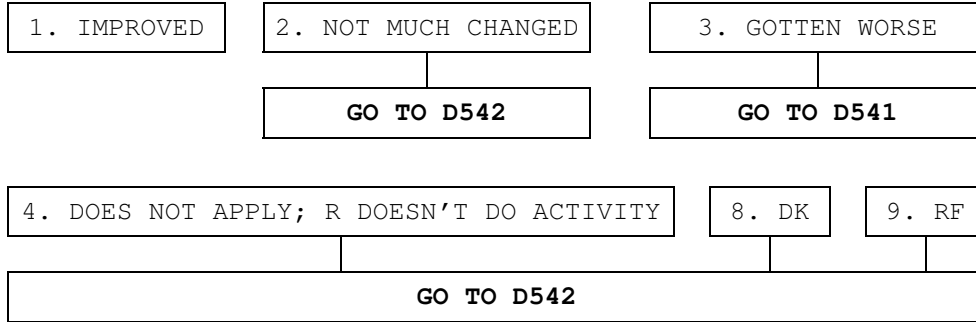 1. IMPROVED 2. NOT MUCH CHANGED 3. GOTTEN WORSE
GO TO D542 GO TO D541
4. DOES NOT APPLY; R DOESN'T DO ACTIVITY 8. DK 9. RF
GO TO D542